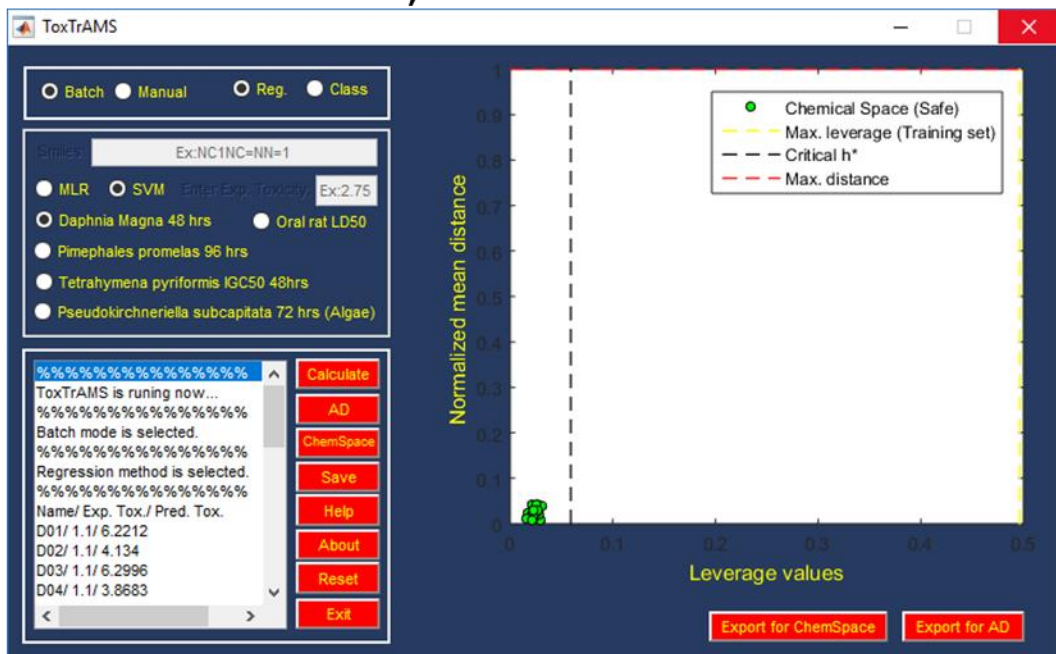 ToxTrAMS
Batch Manual Reg. Class
Smiles: Ex:NC1NC=NN=1
MLR SVM Enter Exp. Toxicity: Ex:2.75
Daphnia Magna 48 hrs Oral rat LD50
Pimephales promelas 96 hrs
Tetrahymena pyriformis IGC50 48hrs
Pseudokirchneriella subcapitata 72 hrs (Algae)
%%%%%%%%%%%%%%%
ToxTrAMS is runing now...
%%%%%%%%%%%%%%%
Batch mode is selected.
%%%%%%%%%%%%%%%
Regression method is selected.
%%%%%%%%%%%%%%%
Name/ Exp. Tox./ Pred. Tox.
D01/ 1.1/ 6.2212
D02/ 1.1/ 4.134
D03/ 1.1/ 6.2996
D04/ 1.1/ 3.8683
Calculate
AD
ChemSpace
Save
Help
About
Reset
Exit
Normalized mean distance
1
0.9
0.8
0.7
0.6
0.5
0.4
0.3
0.2
0.1
0
Chemical Space (Safe)
Max. leverage (Training set)
Critical h*
Max. distance
0 0.1 0.2 0.3 0.4 0.5
Leverage values
Export for ChemSpace Export for AD